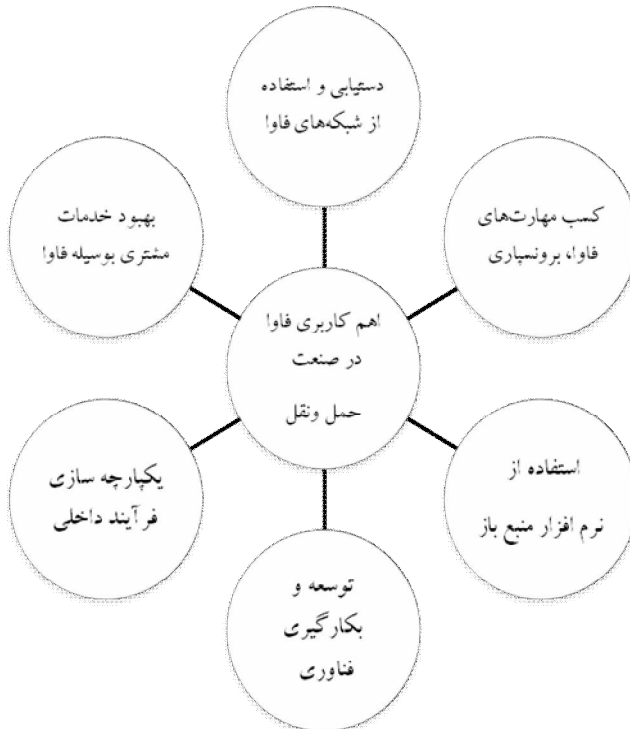 دستیابی و استفاده
از شبکه‌های فاوا
کسب مهارت‌های
فاوا، برونسپاری
بهبود خدمات
مشتری بوسیله فاوا
اهم کاربری فاوا
در صنعت
حمل ونقل
استفاده از
نرم افزار منبع باز
یکپارچه سازی
فرآیند داخلی
توسعه و
بکارگیری
فناوری